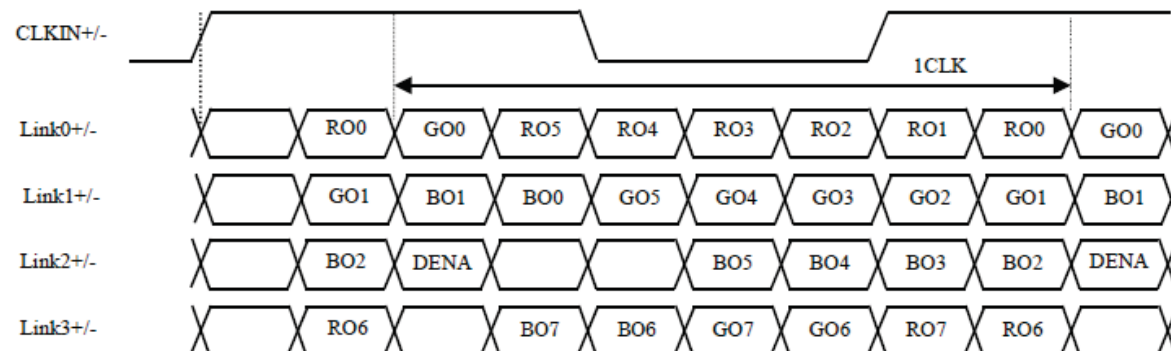 CLKIN+/-
1CLK
Link0+/- RO0 GO0 RO5 RO4 RO3 RO2 RO1 RO0 GO0
Link1+/- GO1 BO1 BO0 GO5 GO4 GO3 GO2 GO1 BO1
Link2+/- BO2 DENA BO5 BO4 BO3 BO2 DENA
Link3+/- RO6 BO7 BO6 GO7 GO6 RO7 RO6